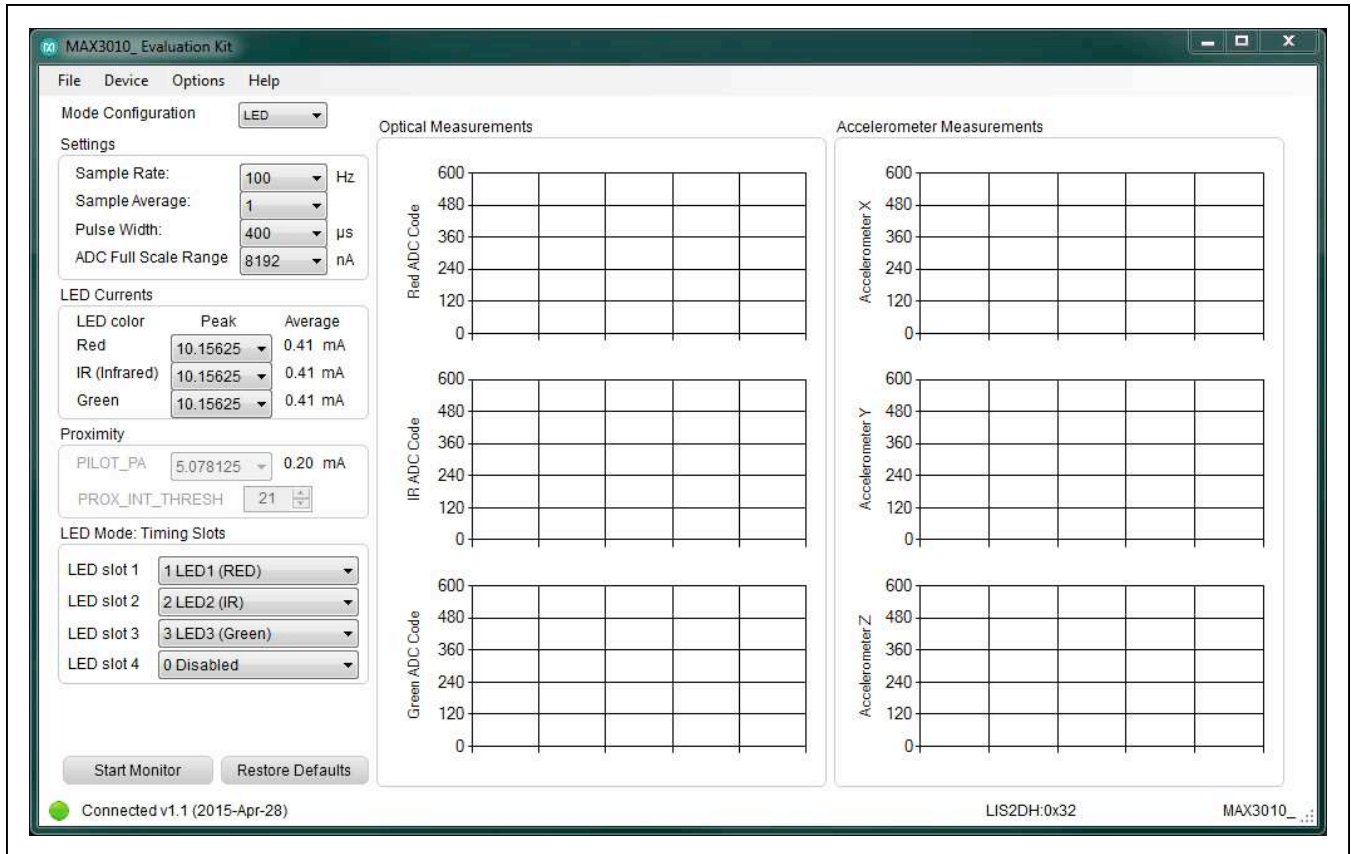 MAX3010_ Evaluation Kit
File Device Options Help
Mode Configuration LED
Settings
Sample Rate: 100 Hz
Sample Average: 1
Pulse Width: 400 µs
ADC Full Scale Range 8192 nA
LED Currents
LED color Peak Average
Red 10.15625 0.41 mA
IR (Infrared) 10.15625 0.41 mA
Green 10.15625 0.41 mA
Proximity
PILOT_PA 5.078125 0.20 mA
PROX_INT_THRESH 21
LED Mode: Timing Slots
LED slot 1 1 LED1 (RED)
LED slot 2 2 LED2 (IR)
LED slot 3 3 LED3 (Green)
LED slot 4 0 Disabled
Start Monitor Restore Defaults
Optical Measurements
Red ADC Code
600
480
360
240
120
0
IR ADC Code
600
480
360
240
120
0
Green ADC Code
600
480
360
240
120
0
Accelerometer Measurements
Accelerometer X
600
480
360
240
120
0
Accelerometer Y
600
480
360
240
120
0
Accelerometer Z
600
480
360
240
120
0
Connected v1.1 (2015-Apr-28) LIS2DH:0x32 MAX3010_